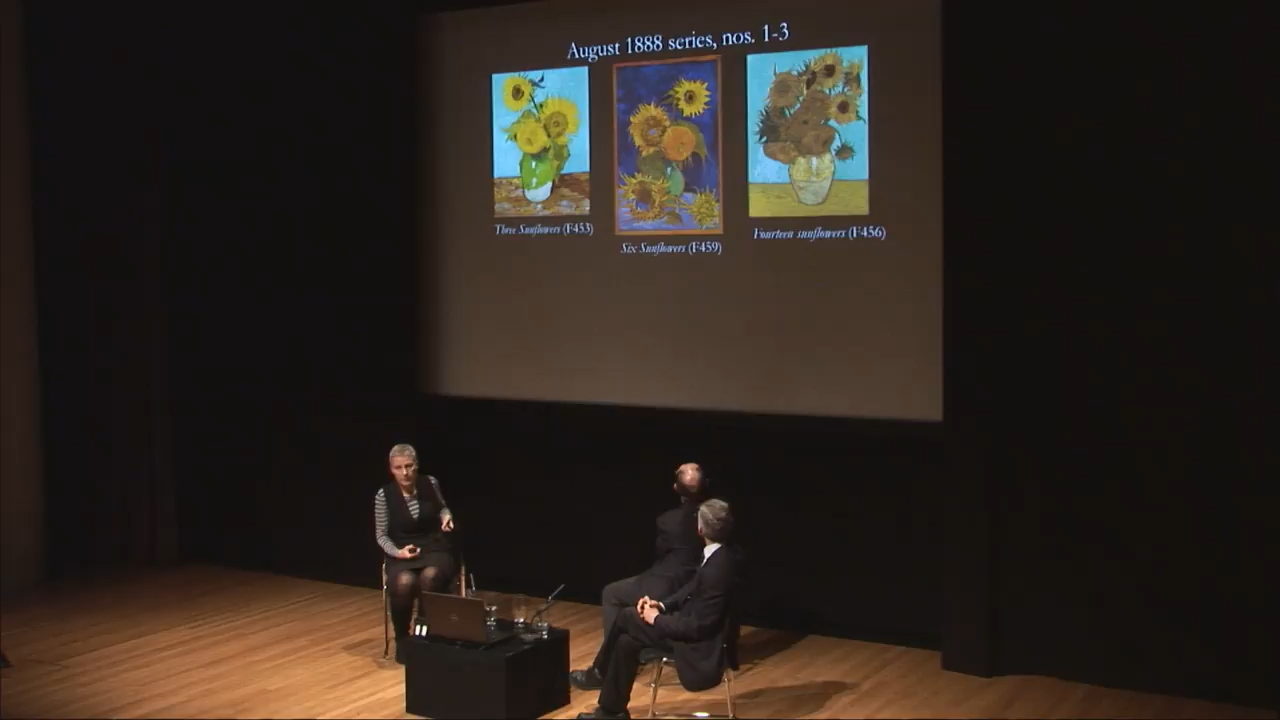 August 1888 series, nos. 1-3
Three Sunflowers (F453)
Six Sunflowers (F459)
Fourteen sunflowers (F456)